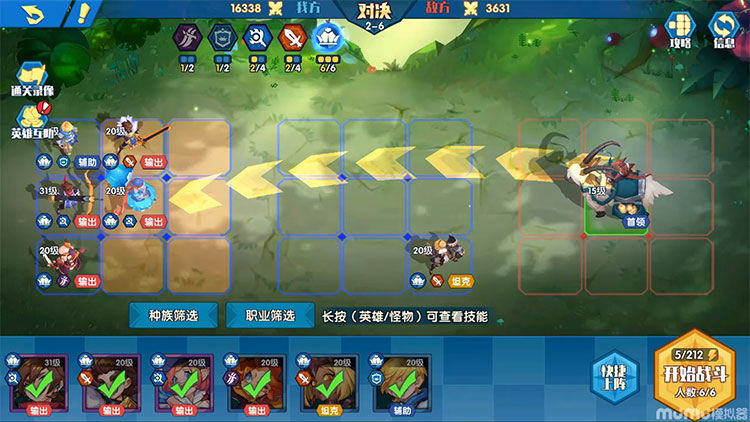 16338 我方 对决 敌方 3631
2-6
1/2 1/2 2/4 2/4 6/6
攻略 信息
通关录像
英雄互助
辅助 20级 输出
31级 输出 20级 输出
20级 输出
20级 坦克
15级 首领
种族筛选 职业筛选 长按（英雄/怪物）可查看技能
31级 20级 20级 20级 20级 20级
输出 输出 输出 输出 坦克 辅助
快捷
上阵
5/212
开始战斗
人数:6/6
MUMU模拟器